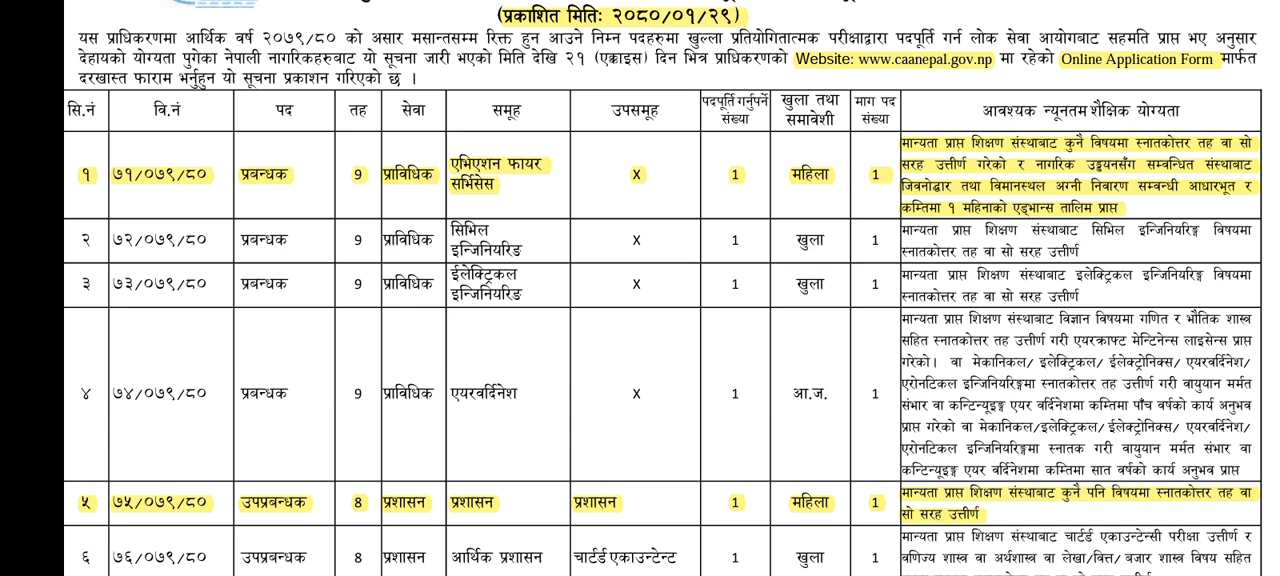 (प्रकाशित मितिः २०८०/०१/२९)
यस प्राधिकरणमा आर्थिक वर्ष २०७९/८० को असार मसान्तसम्म रिक्त हुन आउने निम्न पदहरुमा खुल्ला प्रतियोगितात्मक परीक्षाद्वारा पदपूर्ति गर्न लोक सेवा आयोगबाट सहमति प्राप्त भए अनुसार
देहायको योग्यता पुगेका नेपाली नागरिकहरुबाट यो सूचना जारी भएको मिति देखि २१ (एक्काइस) दिन भित्र प्राधिकरणको Website: www.caanepal.gov.np मा रहेको Online Application Form मार्फत
दरखास्त फाराम भर्नुहुन यो सूचना प्रकाशन गरिएको छ ।
सि.नं वि.नं पद तह सेवा समूह उपसमूह पदपूर्ति गर्नुपर्ने खुला तथा माग पद आवश्यक न्यूनतम शैक्षिक योग्यता
संख्या समावेशी संख्या
१ ७१/०७९/८० प्रबन्धक 9 प्राविधिक एभिएशन फायर X 1 महिला 1 मान्यता प्राप्त शिक्षण संस्थाबाट कुनै विषयमा स्नातकोत्तर तह वा सो
सर्भिसेस सरह उत्तीर्ण गरेको र नागरिक उड्डयनसँग सम्बन्धित संस्थाबाट
जिवनोद्धार तथा विमानस्थल अग्नी निवारण सम्वन्धी आधारभूत र
कम्तिमा १ महिनाको एड्भान्स तालिम प्राप्त
२ ७२/०७९/८० प्रबन्धक 9 प्राविधिक सिभिल X 1 खुला 1 मान्यता प्राप्त शिक्षण संस्थाबाट सिभिल इन्जिनियरिङ्ग विषयमा
इन्जिनियरिङ स्नातकोत्तर तह वा सो सरह उत्तीर्ण
३ ७३/०७९/८० प्रबन्धक 9 प्राविधिक ईलेक्ट्रिकल X 1 खुला 1 मान्यता प्राप्त शिक्षण संस्थाबाट इलेक्ट्रिकल इन्जिनियरिङ्ग विषयमा
इन्जिनियरिङ स्नातकोत्तर तह वा सो सरह उत्तीर्ण
४ ७४/०७९/८० प्रबन्धक 9 प्राविधिक एयरवर्दिनेश X 1 आ.ज. 1 मान्यता प्राप्त शिक्षण संस्थाबाट विज्ञान विषयमा गणित र भौतिक शास्त्र
सहित स्नातकोत्तर तह उत्तीर्ण गरी एयरक्राफ्ट मेन्टिनेन्स लाइसेन्स प्राप्त
गरेको। वा मेकानिकल/ इलेक्ट्रिकल/ ईलेक्ट्रोनिक्स/ एयरवर्दिनेश/
एरोनटिकल इन्जिनियरिङ्गमा स्नातकोत्तर तह उत्तीर्ण गरी वायुयान मर्मत
संभार वा कन्टिन्यूइङ्ग एयर वर्दिनेशमा कम्तिमा पाँच वर्षको कार्य अनुभव
प्राप्त गरेको वा मेकानिकल/इलेक्ट्रिकल/ ईलेक्ट्रोनिक्स/ एयरवर्दिनेश/
एरोनटिकल इन्जिनियरिङ्गमा स्नातक गरी वायुयान मर्मत संभार वा
कन्टिन्यूइङ्ग एयर वर्दिनेशमा कम्तिमा सात वर्षको कार्य अनुभव प्राप्त
५ ७५/०७९/८० उपप्रबन्धक 8 प्रशासन प्रशासन प्रशासन 1 महिला 1 मान्यता प्राप्त शिक्षण संस्थाबाट कुनै पनि विषयमा स्नातकोत्तर तह वा
सो सरह उत्तीर्ण
६ ७६/०७९/८० उपप्रबन्धक 8 प्रशासन आर्थिक प्रशासन चार्टर्ड एकाउन्टेन्ट 1 खुला 1 मान्यता प्राप्त शिक्षण संस्थाबाट चार्टर्ड एकाउन्टेन्सी परीक्षा उत्तीर्ण र
वणिज्य शास्त्र वा अर्थशास्त्र वा लेखा/वित्त/ बजार शास्त्र विषय सहित